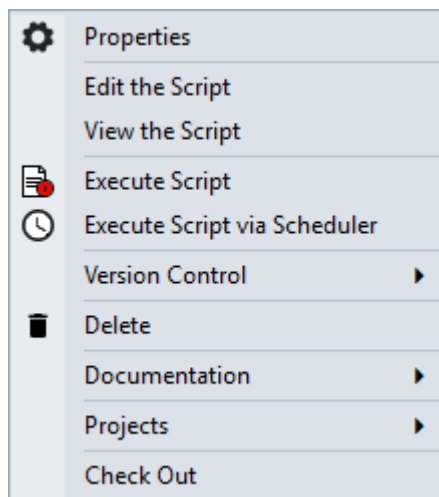 Properties
Edit the Script
View the Script
Execute Script
Execute Script via Scheduler
Version Control
Delete
Documentation
Projects
Check Out